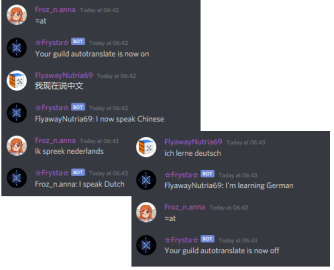 Froz_n.anna Today at 06:42
=at
☆Frysta☆ BOT Today at 06:42
Your guild autotranslate is now on
FlyawayNutria69 Today at 06:42
我现在说中文
☆Frysta☆ BOT Today at 06:42
FlyawayNutria69: I now speak Chinese
Froz_n.anna Today at 06:43
Ik spreek nederlands
☆Frysta☆ BOT Today at 06:43
Froz_n.anna: I speak Dutch
FlyawayNutria69 Today at 06:43
ich lerne deutsch
☆Frysta☆ BOT Today at 06:43
FlyawayNutria69: I'm learning German
Froz_n.anna Today at 06:43
=at
☆Frysta☆ BOT Today at 06:43
Your guild autotranslate is now off